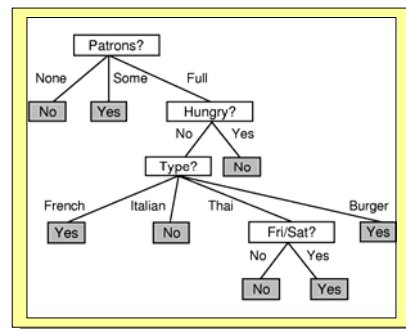 Patrons?
None Some Full
No Yes Hungry?
No Yes
Type? No
French Italian Thai Burger
Yes No Fri/Sat? Yes
No Yes
No Yes